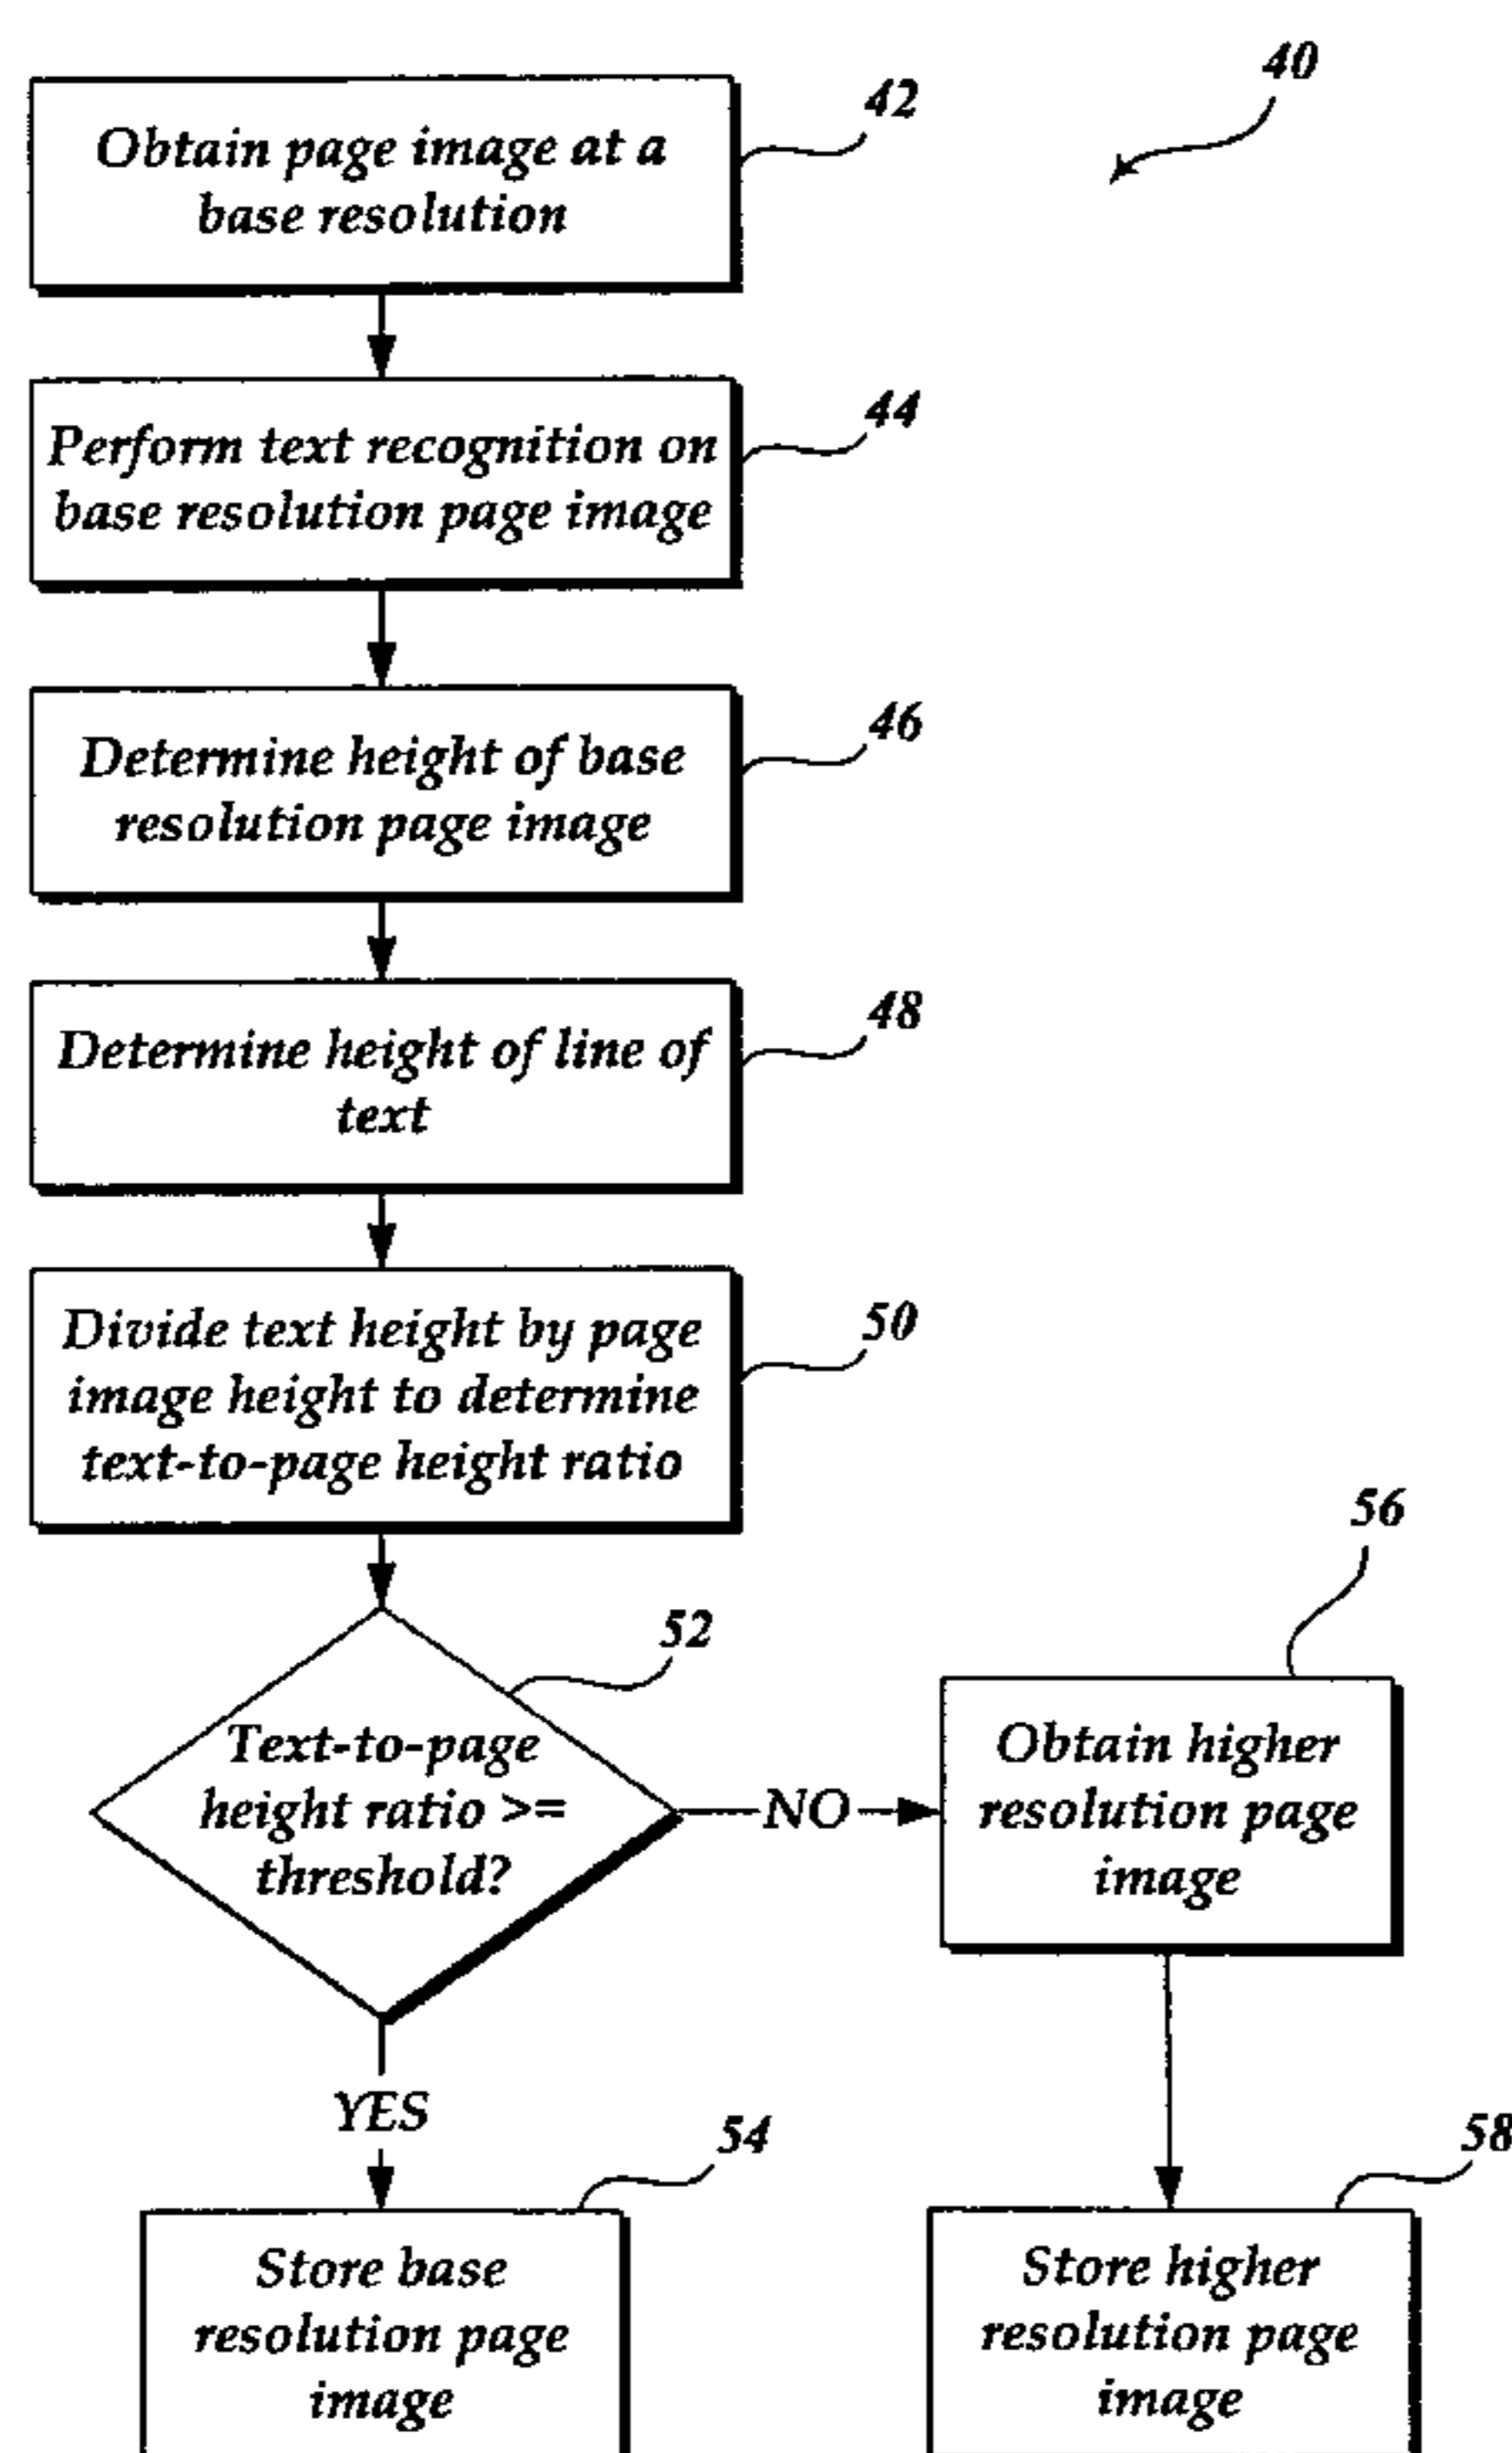 40
42
Obtain page image at a
base resolution
44
Perform text recognition on
base resolution page image
46
Determine height of base
resolution page image
48
Determine height of line of
text
50
Divide text height by page
image height to determine
text-to-page height ratio
52
Text-to-page
height ratio >=
threshold?
NO
56
Obtain higher
resolution page
image
YES
54
Store base
resolution page
image
58
Store higher
resolution page
image